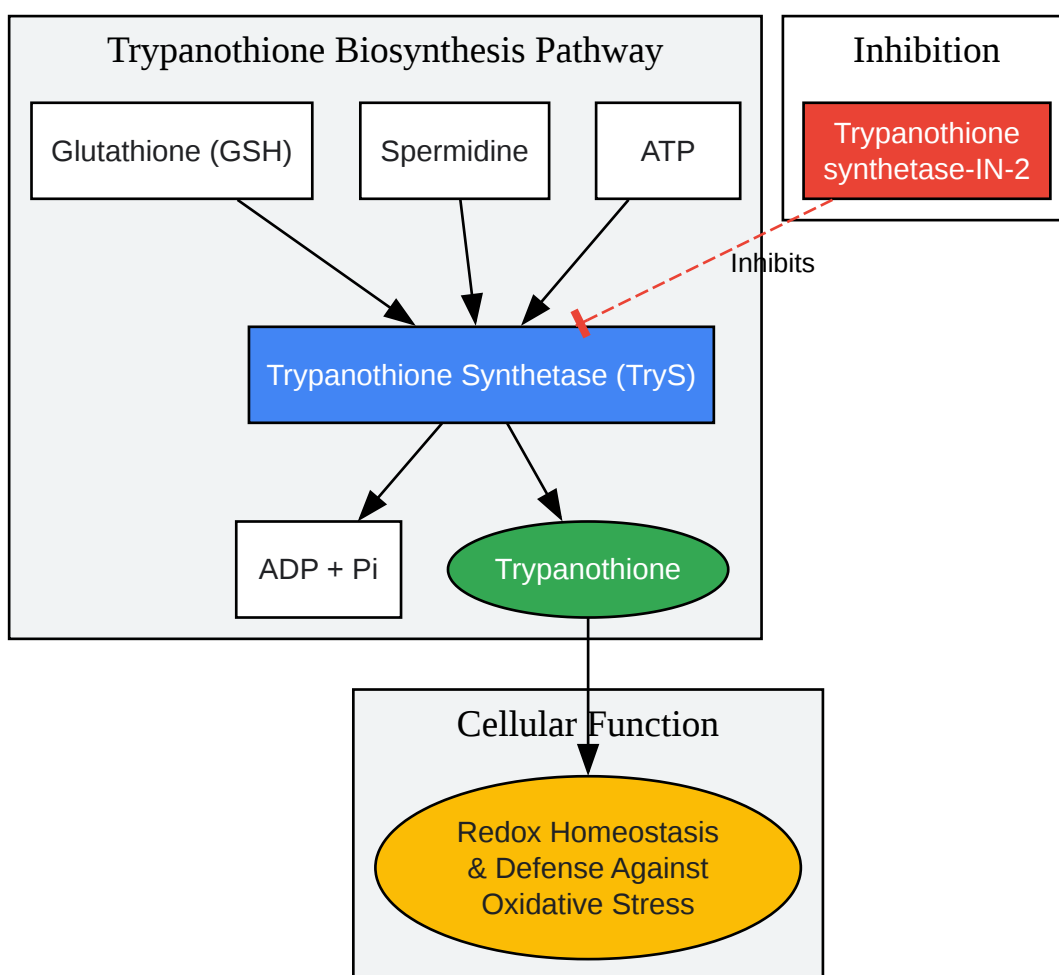 Trypanothione Biosynthesis Pathway
Inhibition
Glutathione (GSH)
Spermidine
ATP
Trypanothione
synthetase-IN-2
Inhibits
Trypanothione Synthetase (TryS)
ADP + Pi
Trypanothione
Cellular Function
Redox Homeostasis
& Defense Against
Oxidative Stress